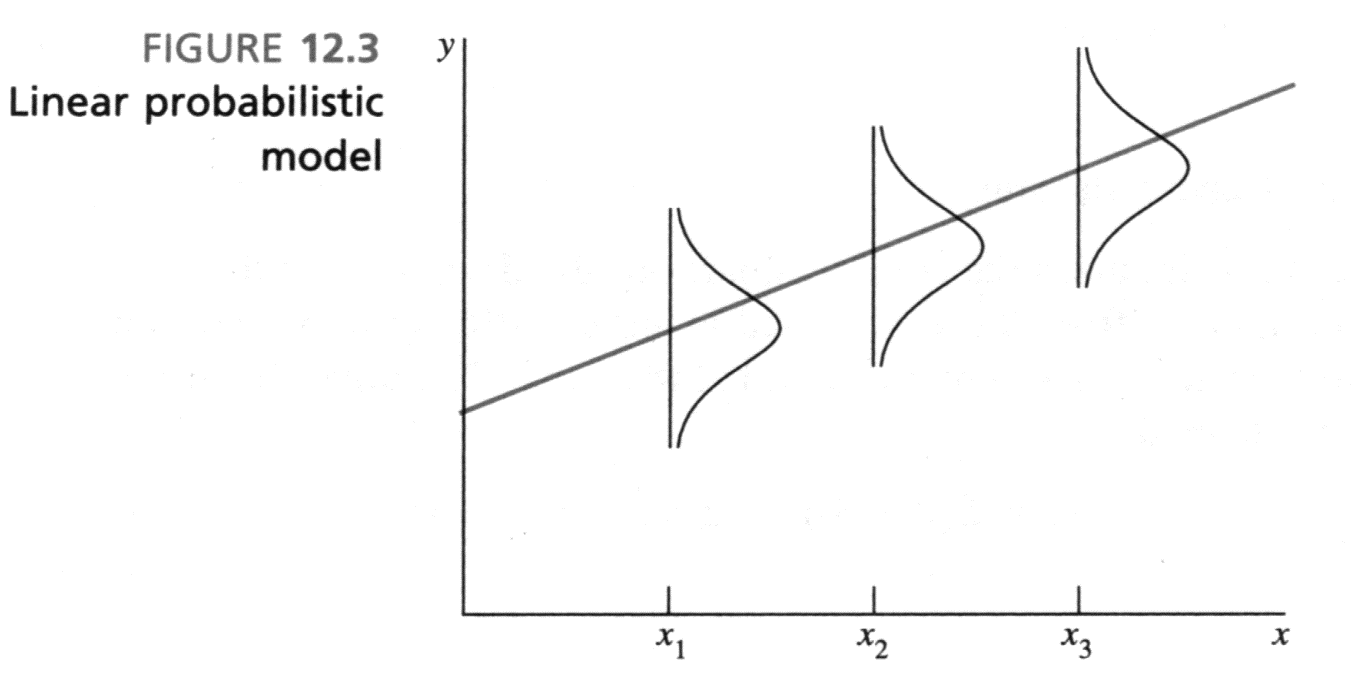 FIGURE 12.3
Linear probabilistic
model
y
x₁
x₂
x₃
x